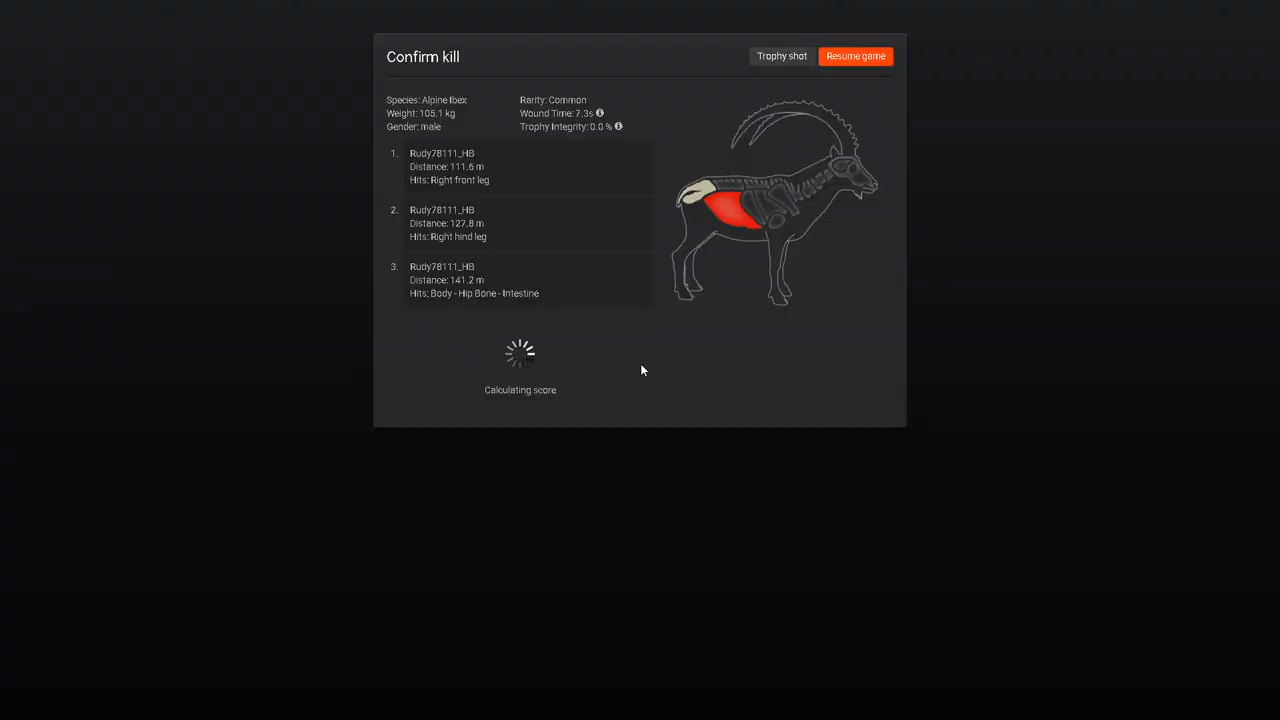 Confirm kill
Trophy shot
Resume game
Species: Alpine Ibex
Weight: 105.1 kg
Gender: male
Rarity: Common
Wound Time: 7.3s
Trophy Integrity: 0.0 %
1. Rudy78111_HB
Distance: 111.6 m
Hits: Right front leg
2. Rudy78111_HB
Distance: 127.8 m
Hits: Right hind leg
3. Rudy78111_HB
Distance: 141.2 m
Hits: Body - Hip Bone - Intestine
Calculating score